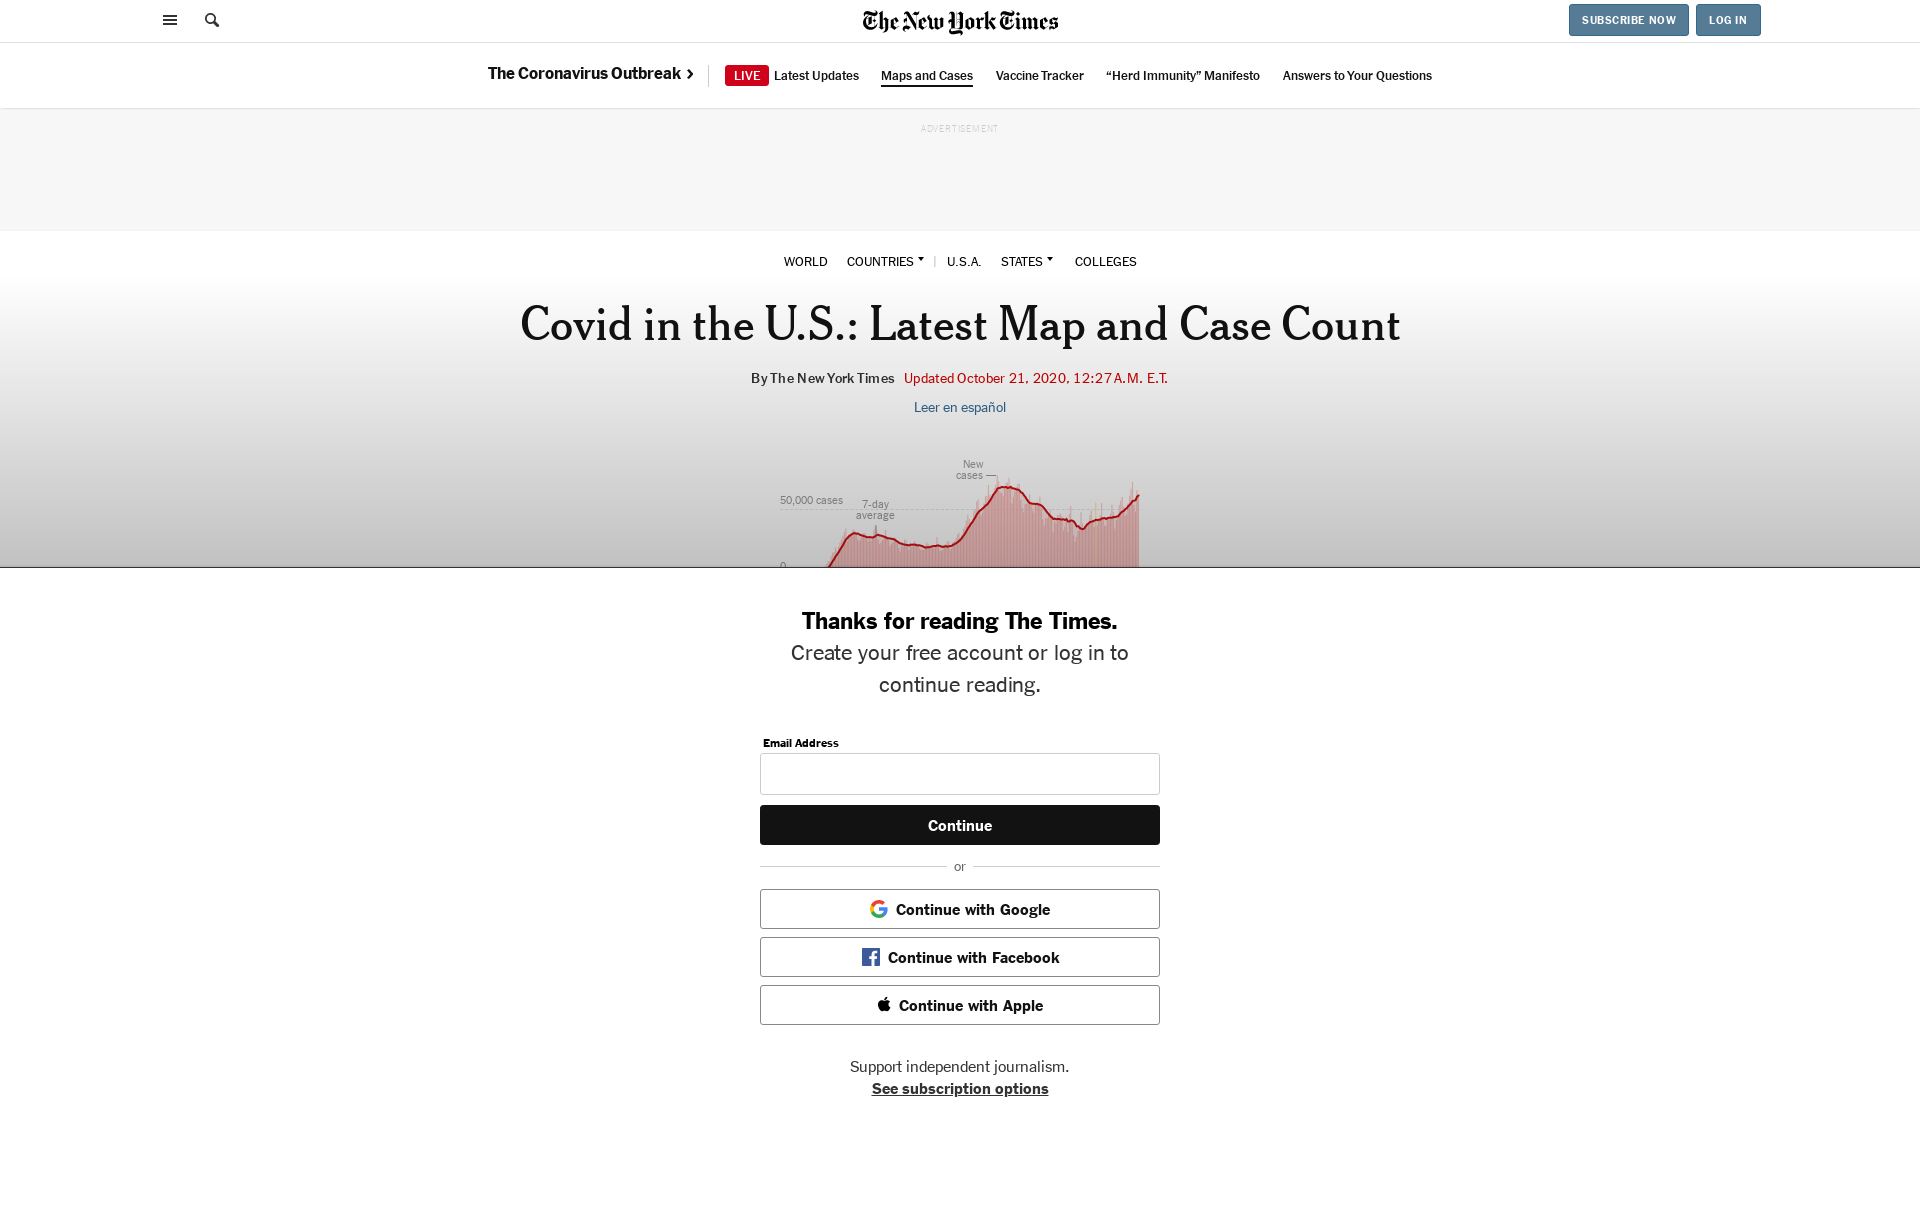 The New York Times
SUBSCRIBE NOW
LOG IN
The Coronavirus Outbreak
LIVE Latest Updates
Maps and Cases
Vaccine Tracker
“Herd Immunity” Manifesto
Answers to Your Questions
ADVERTISEMENT
WORLD COUNTRIES | U.S.A. STATES COLLEGES
Covid in the U.S.: Latest Map and Case Count
By The New York Times Updated October 21, 2020, 12:27 A.M. E.T.
Leer en español
New
cases
50,000 cases
7-day
average
0
Thanks for reading The Times.
Create your free account or log in to
continue reading.
Email Address
Continue
or
Continue with Google
Continue with Facebook
Continue with Apple
Support independent journalism.
See subscription options